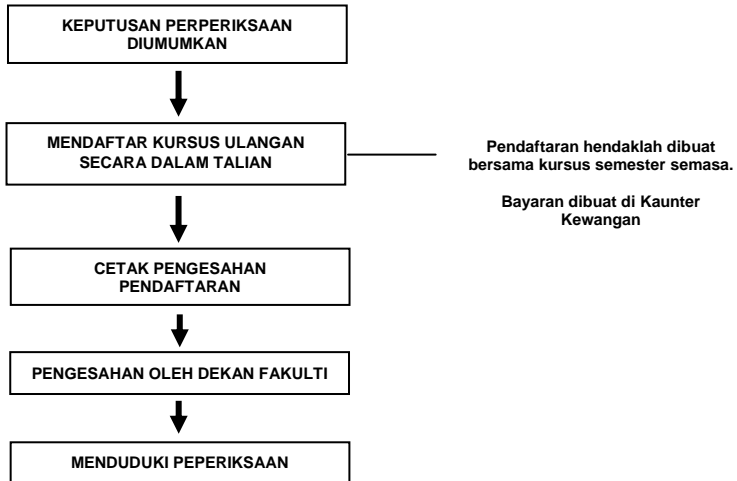 KEPUTUSAN PERPERIKSAAN
DIUMUMKAN
MENDAFTAR KURSUS ULANGAN
SECARA DALAM TALIAN
Pendaftaran hendaklah dibuat
bersama kursus semester semasa.
Bayaran dibuat di Kaunter
Kewangan
CETAK PENGESAHAN
PENDAFTARAN
PENGESAHAN OLEH DEKAN FAKULTI
MENDUDUKI PEPERIKSAAN